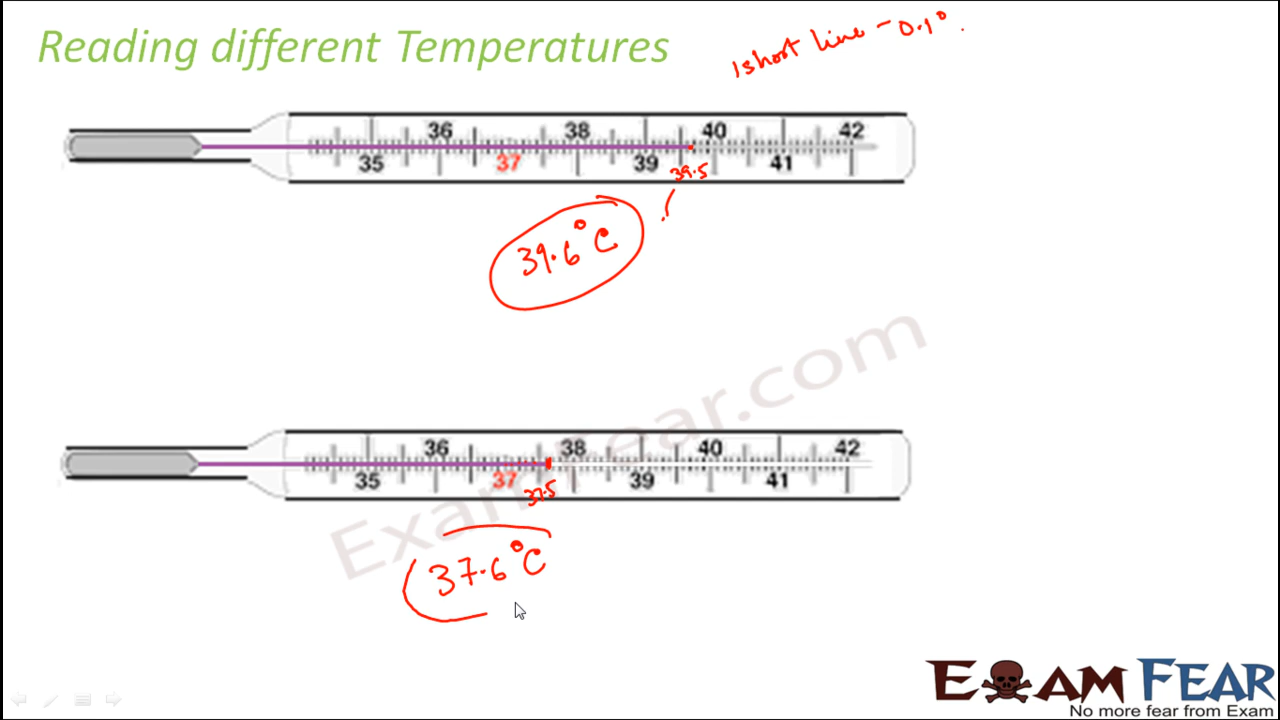 Reading different Temperatures
1 short line - 0.1°.
36 38 40 42
35 37 39 41
39.5
39.6°C
36 38 40 42
35 37 39 41
37.5
37.6°C
Examfear.com
EXAM FEAR
No more fear from Exam